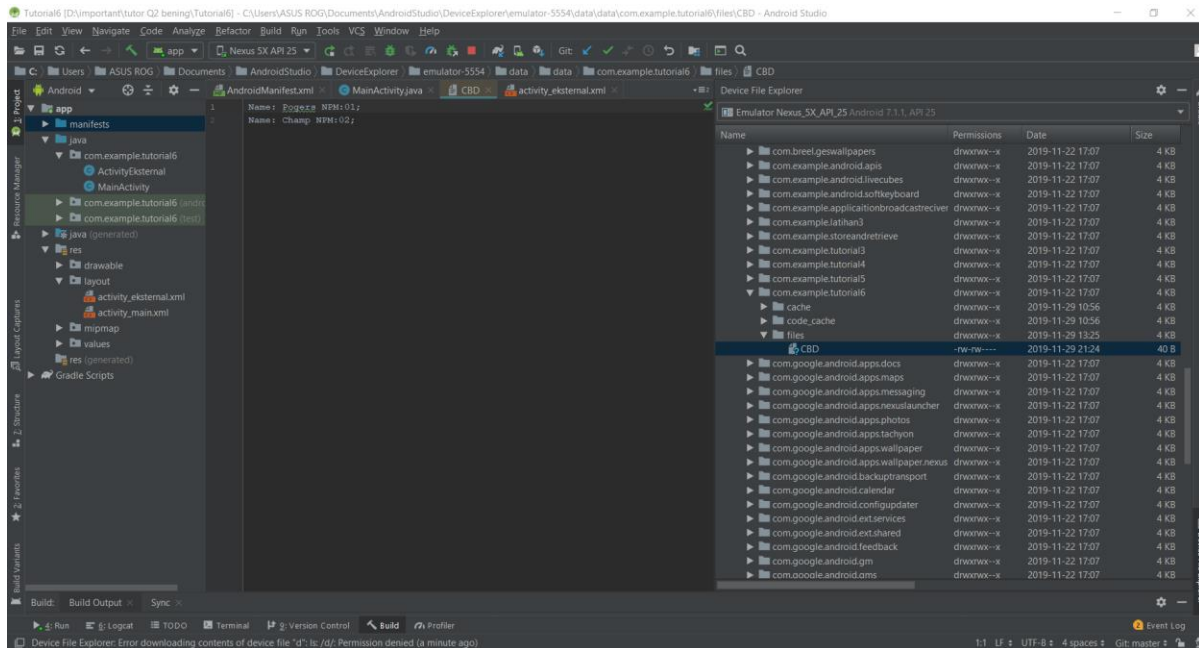 Tutorial6 [D:\important\tutor Q2 bening\Tutorial6] - C:\Users\ASUS ROG\Documents\AndroidStudio\DeviceExplorer\emulator-5554\data\data\com.example.tutorial6\files\CBD - Android Studio
File Edit View Navigate Code Analyze Refactor Build Run Tools VCS Window Help
app Nexus 5X API 25 Git:
C: Users ASUS ROG Documents AndroidStudio DeviceExplorer emulator-5554 data data com.example.tutorial6 files CBD
Android AndroidManifest.xml MainActivity.java CBD activity_eksternal.xml
1: Project
Resource Manager
Layout Captures
Z: Structure
2: Favorites
Build Variants
app
manifests
java
com.example.tutorial6
ActivityEksternal
MainActivity
com.example.tutorial6 (andro
com.example.tutorial6 (test)
java (generated)
res
drawable
layout
activity_eksternal.xml
activity_main.xml
mipmap
values
res (generated)
Gradle Scripts
1 Name: Pogers NPM:01;
2 Name: Champ NPM:02;
Device File Explorer
Emulator Nexus_5X_API_25 Android 7.1.1, API 25
Name Permissions Date Size
com.breel.geswallpapers drwxrwx--x 2019-11-22 17:07 4 KB
com.example.android.apis drwxrwx--x 2019-11-22 17:07 4 KB
com.example.android.livecubes drwxrwx--x 2019-11-22 17:07 4 KB
com.example.android.softkeyboard drwxrwx--x 2019-11-22 17:07 4 KB
com.example.applicaitionbroadcastreciver drwxrwx--x 2019-11-22 17:07 4 KB
com.example.latihan3 drwxrwx--x 2019-11-22 17:07 4 KB
com.example.storeandretrieve drwxrwx--x 2019-11-22 17:07 4 KB
com.example.tutorial3 drwxrwx--x 2019-11-22 17:07 4 KB
com.example.tutorial4 drwxrwx--x 2019-11-22 17:07 4 KB
com.example.tutorial5 drwxrwx--x 2019-11-22 17:07 4 KB
com.example.tutorial6 drwxrwx--x 2019-11-22 17:07 4 KB
cache drwxrwx--x 2019-11-29 10:56 4 KB
code_cache drwxrwx--x 2019-11-29 10:56 4 KB
files drwxrwx--x 2019-11-29 13:25 4 KB
CBD -rw-rw---- 2019-11-29 21:24 40 B
com.google.android.apps.docs drwxrwx--x 2019-11-22 17:07 4 KB
com.google.android.apps.maps drwxrwx--x 2019-11-22 17:07 4 KB
com.google.android.apps.messaging drwxrwx--x 2019-11-22 17:07 4 KB
com.google.android.apps.nexuslauncher drwxrwx--x 2019-11-22 17:07 4 KB
com.google.android.apps.photos drwxrwx--x 2019-11-22 17:07 4 KB
com.google.android.apps.tachyon drwxrwx--x 2019-11-22 17:07 4 KB
com.google.android.apps.wallpaper drwxrwx--x 2019-11-22 17:07 4 KB
com.google.android.apps.wallpaper.nexus drwxrwx--x 2019-11-22 17:07 4 KB
com.google.android.backuptransport drwxrwx--x 2019-11-22 17:07 4 KB
com.google.android.calendar drwxrwx--x 2019-11-22 17:07 4 KB
com.google.android.configupdater drwxrwx--x 2019-11-22 17:07 4 KB
com.google.android.ext.services drwxrwx--x 2019-11-22 17:07 4 KB
com.google.android.ext.shared drwxrwx--x 2019-11-22 17:07 4 KB
com.google.android.feedback drwxrwx--x 2019-11-22 17:07 4 KB
com.google.android.gm drwxrwx--x 2019-11-22 17:07 4 KB
com.google.android.gms drwxrwx--x 2019-11-22 17:07 4 KB
Build: Build Output Sync
4: Run 6: Logcat TODO Terminal 9: Version Control Build Profiler 2 Event Log
Device File Explorer: Error downloading contents of device file "d": ls: /d/: Permission denied (a minute ago) 1:1 LF UTF-8 4 spaces Git: master